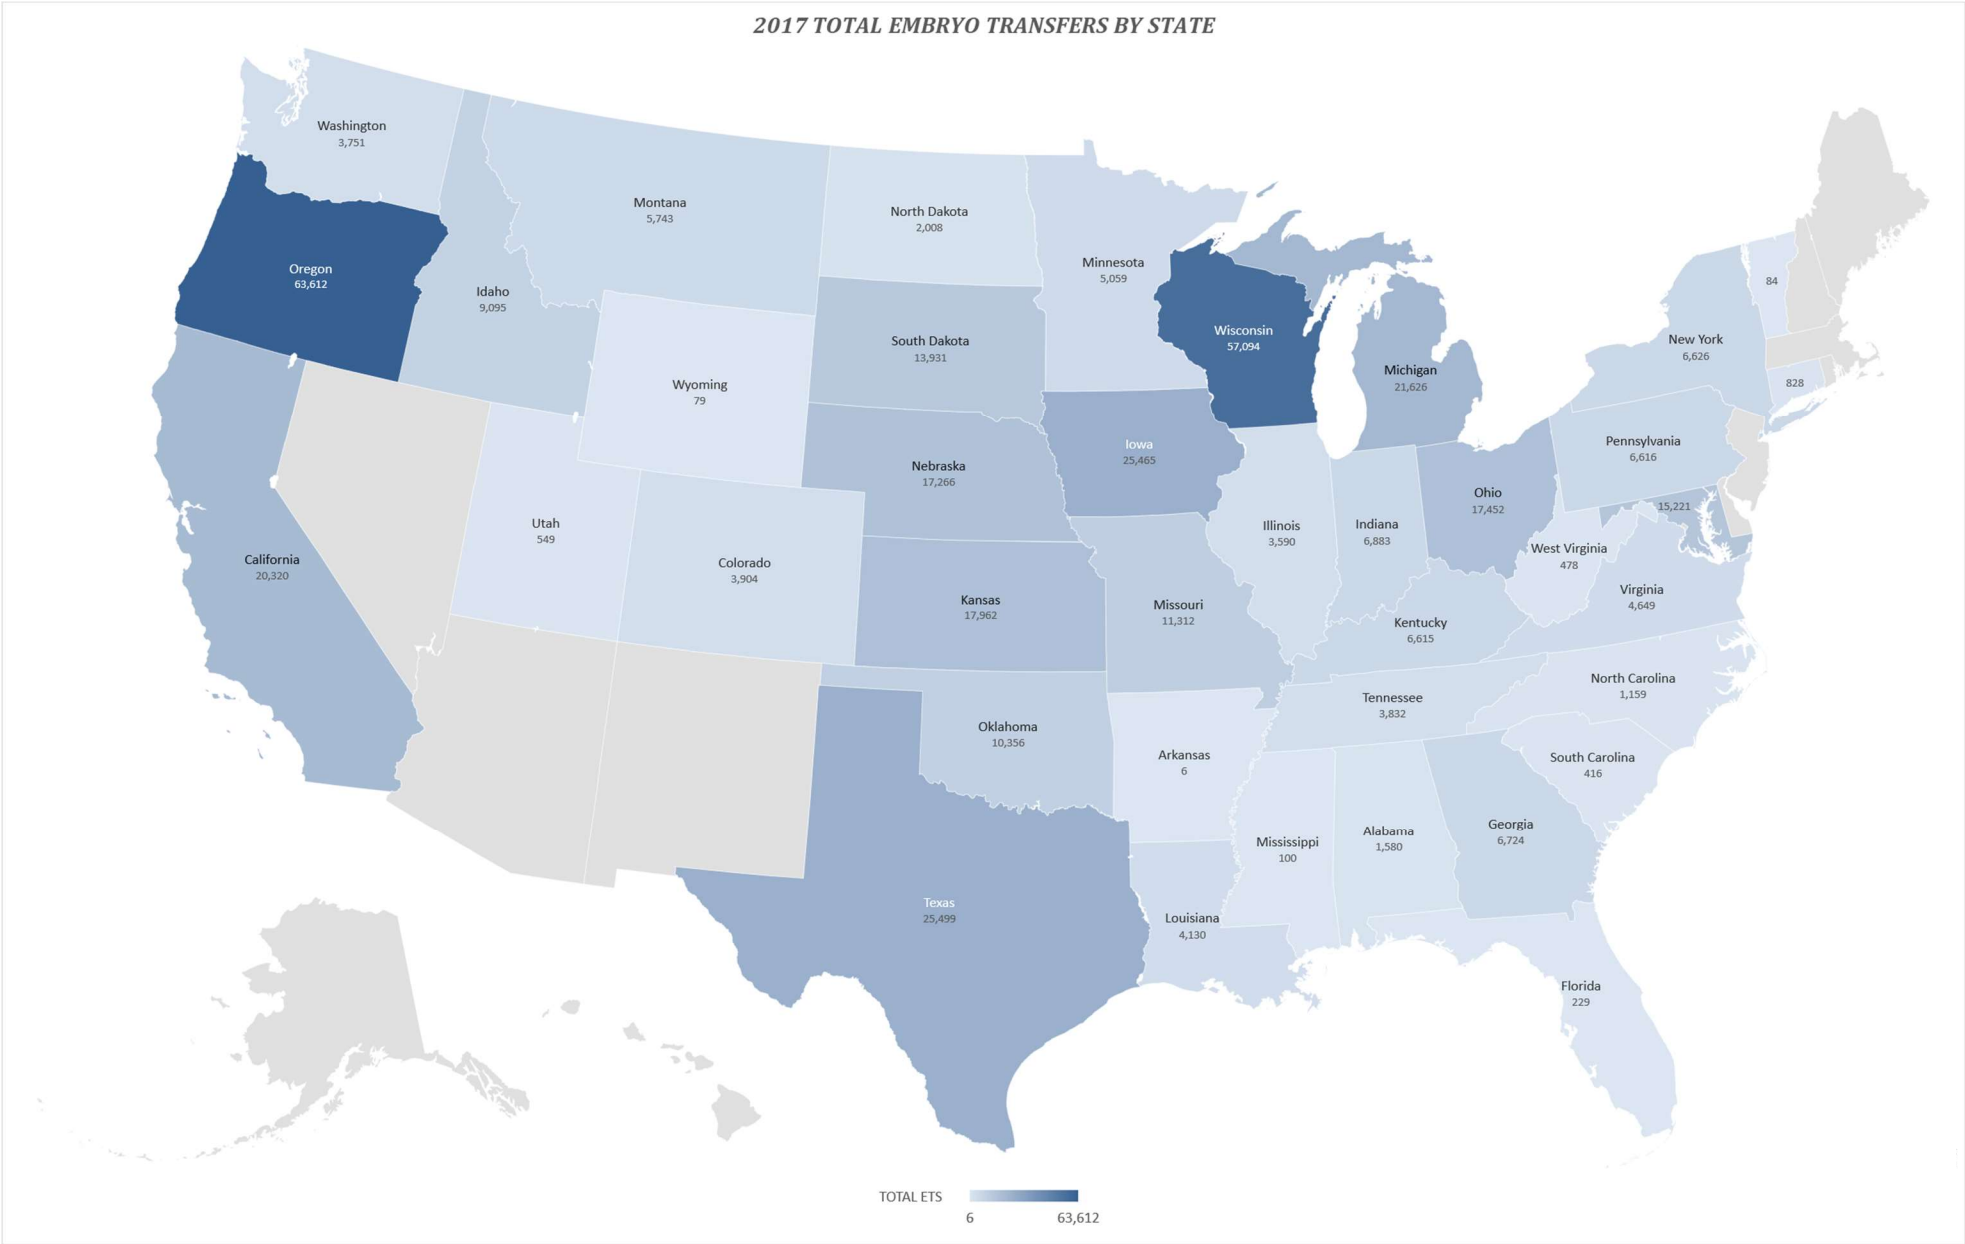 2017 TOTAL EMBRYO TRANSFERS BY STATE
Washington
3,751
Montana
5,743
North Dakota
2,008
Minnesota
5,059
Oregon
63,612
Idaho
9,095
South Dakota
13,931
Wisconsin
57,094
Michigan
21,626
84
New York
6,626
828
Wyoming
79
Iowa
25,465
Pennsylvania
6,616
Nebraska
17,266
Ohio
17,452
15,221
Utah
549
Illinois
3,590
Indiana
6,883
West Virginia
478
California
20,320
Colorado
3,904
Kansas
17,962
Missouri
11,312
Virginia
4,649
Kentucky
6,615
North Carolina
1,159
Tennessee
3,832
Oklahoma
10,356
Arkansas
6
South Carolina
416
Mississippi
100
Alabama
1,580
Georgia
6,724
Texas
25,499
Louisiana
4,130
Florida
229
TOTAL ETS
6 63,612